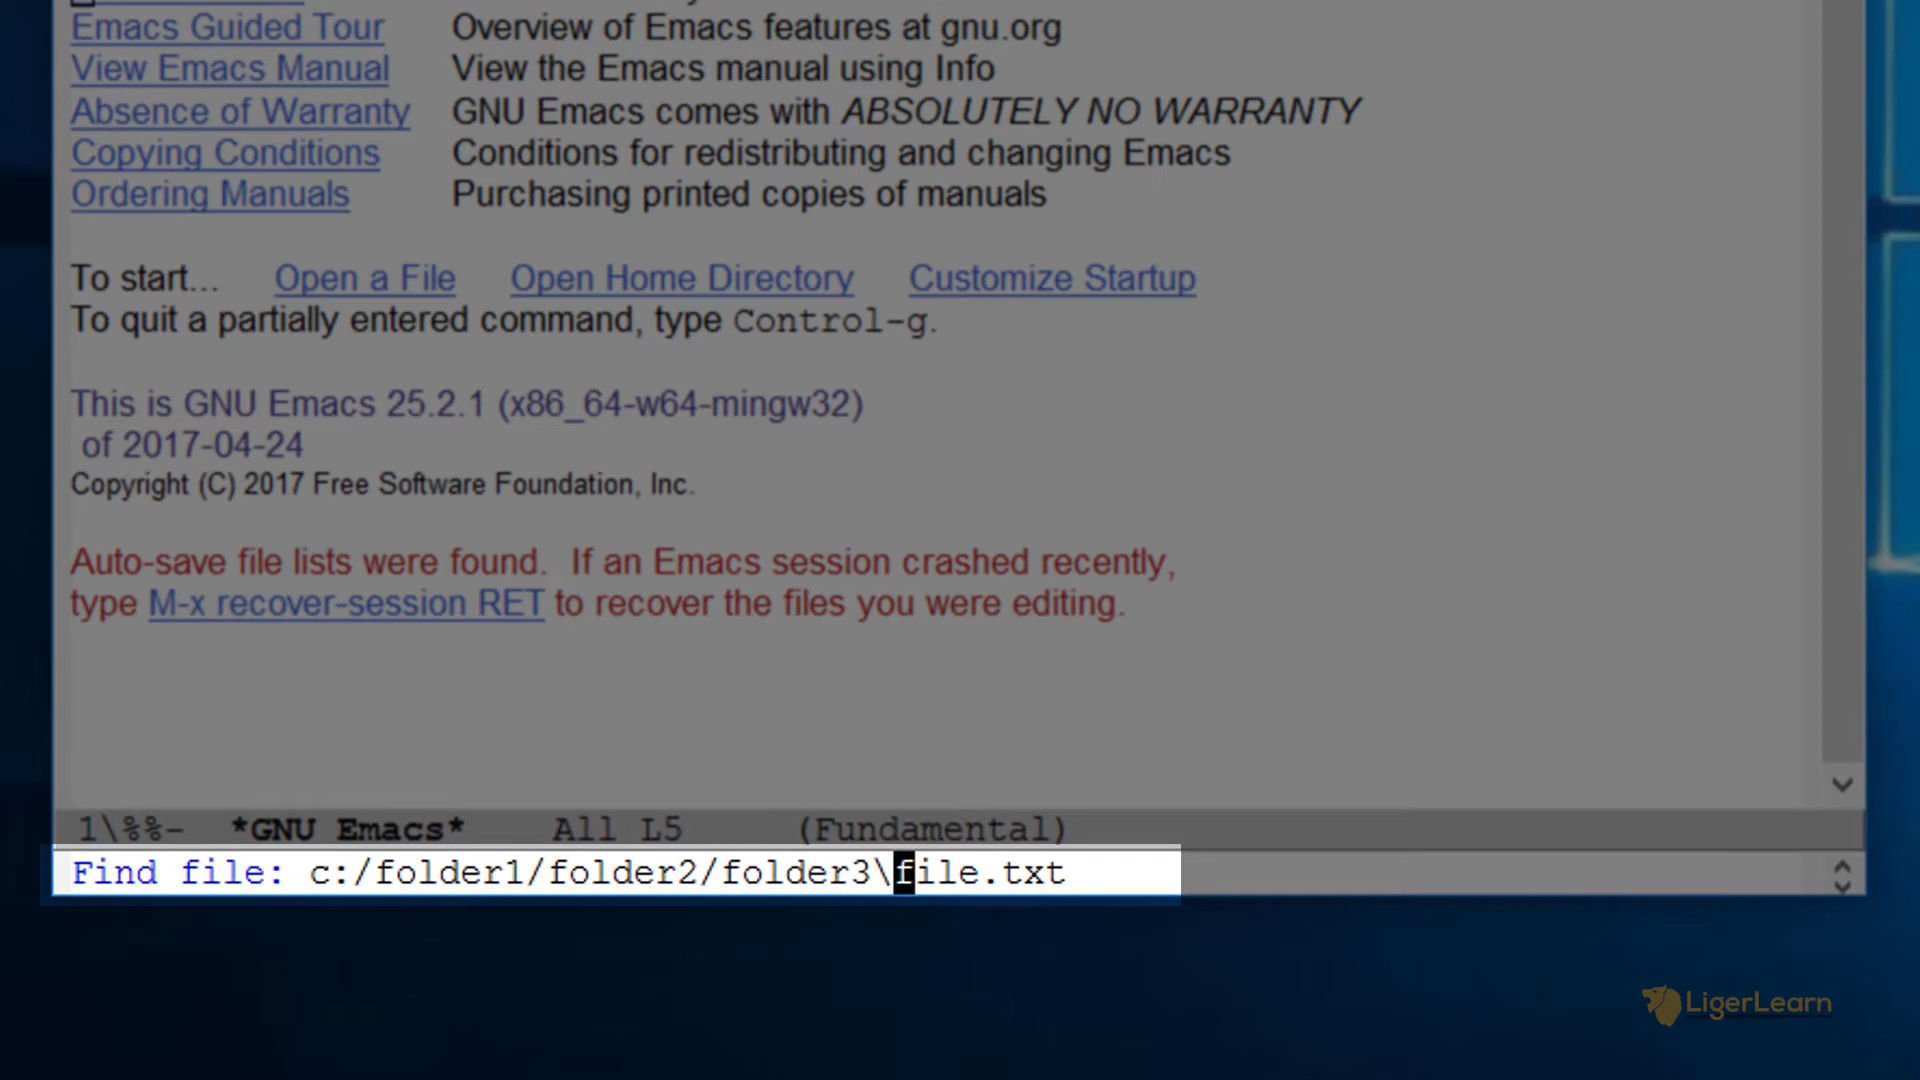 Emacs Guided Tour Overview of Emacs features at gnu.org
View Emacs Manual View the Emacs manual using Info
Absence of Warranty GNU Emacs comes with ABSOLUTELY NO WARRANTY
Copying Conditions Conditions for redistributing and changing Emacs
Ordering Manuals Purchasing printed copies of manuals
To start... Open a File Open Home Directory Customize Startup
To quit a partially entered command, type Control-g.
This is GNU Emacs 25.2.1 (x86_64-w64-mingw32)
of 2017-04-24
Copyright (C) 2017 Free Software Foundation, Inc.
Auto-save file lists were found. If an Emacs session crashed recently,
type M-x recover-session RET to recover the files you were editing.
1\%%- *GNU Emacs* All L5 (Fundamental)
Find file: c:/folder1/folder2/folder3\file.txt
LigerLearn